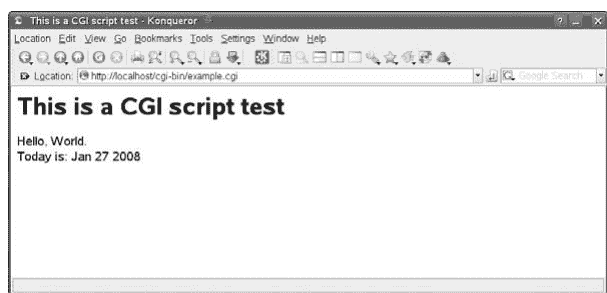 This is a CGI script test - Konqueror
Location Edit View Go Bookmarks Tools Settings Window Help
Location: http://localhost/cgi-bin/example.cgi Google Search
This is a CGI script test
Hello, World.
Today is: Jan 27 2008